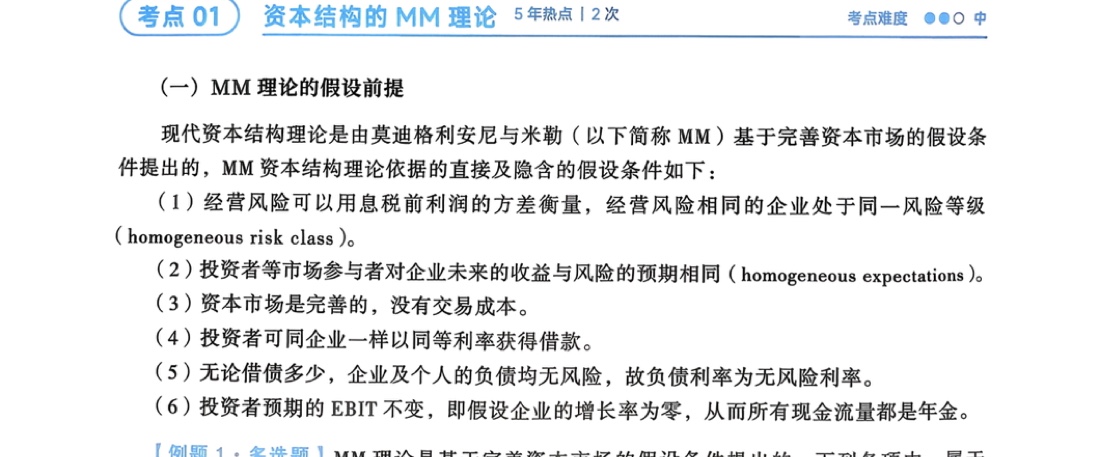 考点 01 资本结构的 MM 理论 5 年热点 | 2 次 考点难度 中
（一）MM 理论的假设前提
现代资本结构理论是由莫迪格利安尼与米勒（以下简称 MM）基于完善资本市场的假设条
件提出的，MM 资本结构理论依据的直接及隐含的假设条件如下：
（1）经营风险可以用息税前利润的方差衡量，经营风险相同的企业处于同一风险等级
（homogeneous risk class）。
（2）投资者等市场参与者对企业未来的收益与风险的预期相同（homogeneous expectations）。
（3）资本市场是完善的，没有交易成本。
（4）投资者可同企业一样以同等利率获得借款。
（5）无论借债多少，企业及个人的负债均无风险，故负债利率为无风险利率。
（6）投资者预期的 EBIT 不变，即假设企业的增长率为零，从而所有现金流量都是年金。
【例题 1·多选题】MM 理论是基于完善资本市场的假设条件提出的，下列各项中，属于